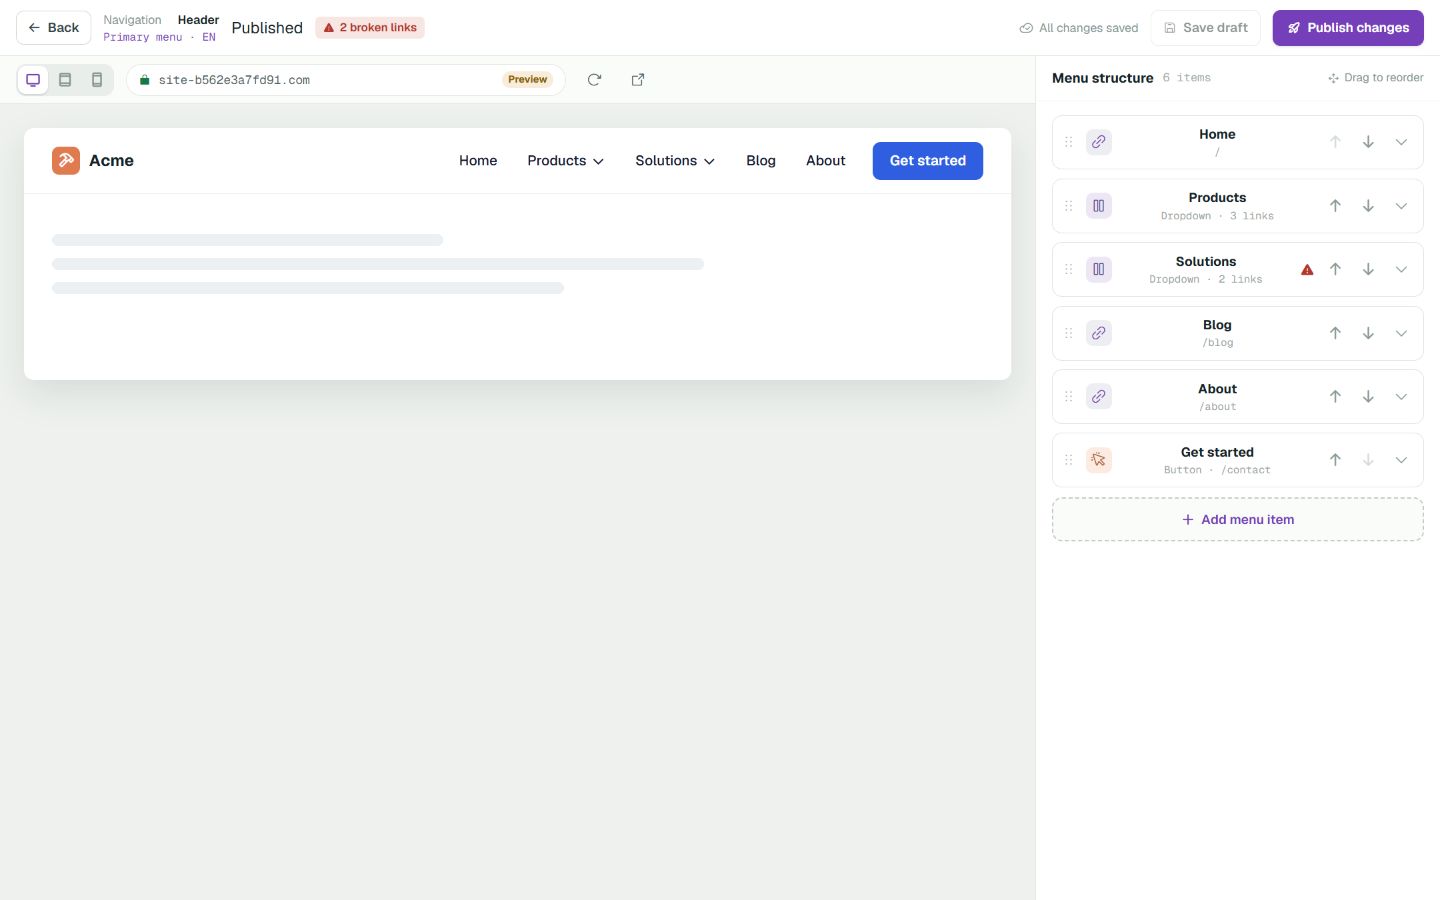 Back
Navigation Header
Primary menu · EN
Published
2 broken links
All changes saved
Save draft
Publish changes
site-b562e3a7fd91.com
Preview
Menu structure 6 items
Drag to reorder
Acme
Home
Products
Solutions
Blog
About
Get started
Home
/
Products
Dropdown · 3 links
Solutions
Dropdown · 2 links
Blog
/blog
About
/about
Get started
Button · /contact
Add menu item